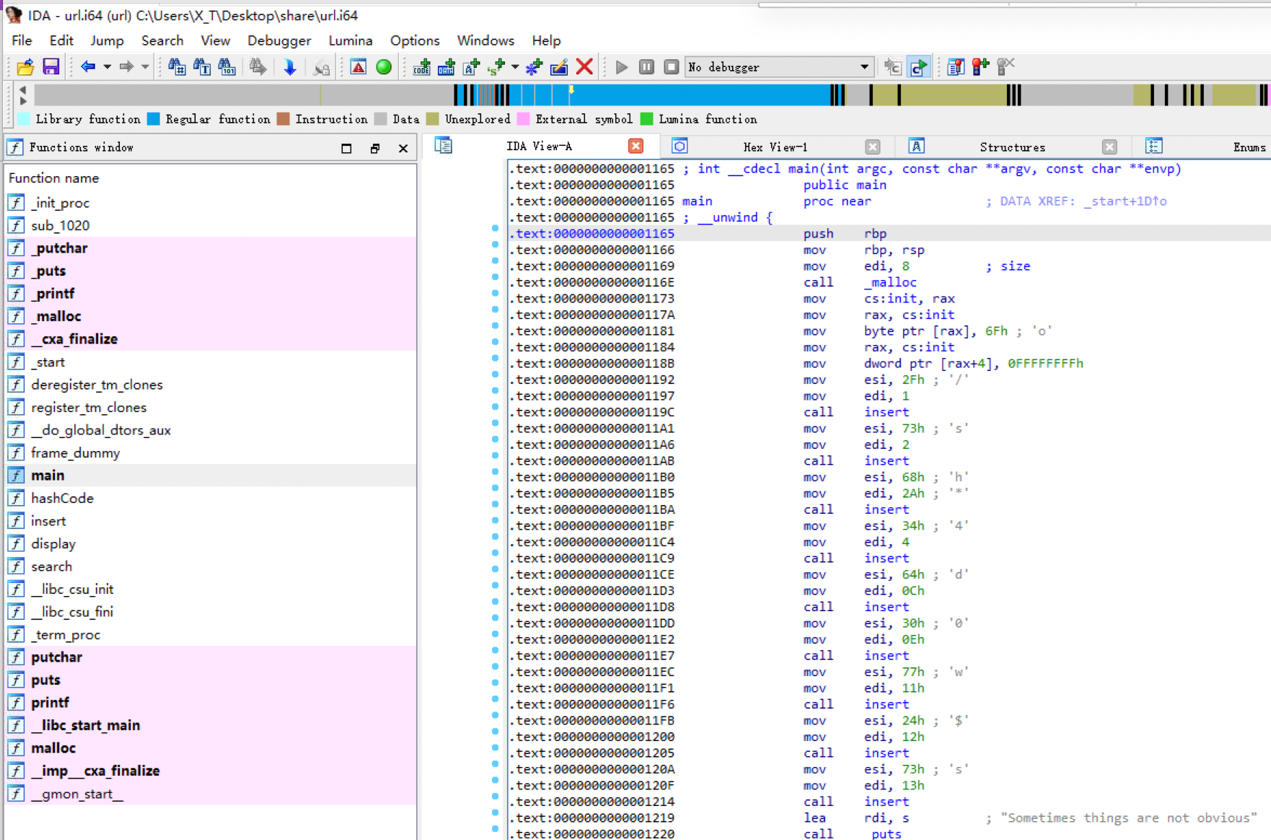 IDA - url.i64 (url) C:\Users\X_T\Desktop\share\url.i64
File Edit Jump Search View Debugger Lumina Options Windows Help
No debugger
Library function Regular function Instruction Data Unexplored External symbol Lumina function
Functions window
IDA View-A Hex View-1 Structures Enums
Function name
_init_proc
sub_1020
_putchar
_puts
_printf
_malloc
__cxa_finalize
_start
deregister_tm_clones
register_tm_clones
__do_global_dtors_aux
frame_dummy
main
hashCode
insert
display
search
__libc_csu_init
__libc_csu_fini
_term_proc
putchar
puts
printf
__libc_start_main
malloc
__imp___cxa_finalize
__gmon_start__
.text:0000000000001165 ; int __cdecl main(int argc, const char **argv, const char **envp)
.text:0000000000001165 public main
.text:0000000000001165 main proc near ; DATA XREF: _start+1D↑o
.text:0000000000001165 ; __unwind {
.text:0000000000001165 push rbp
.text:0000000000001166 mov rbp, rsp
.text:0000000000001169 mov edi, 8 ; size
.text:000000000000116E call _malloc
.text:0000000000001173 mov cs:init, rax
.text:000000000000117A mov rax, cs:init
.text:0000000000001181 mov byte ptr [rax], 6Fh ; 'o'
.text:0000000000001184 mov rax, cs:init
.text:000000000000118B mov dword ptr [rax+4], 0FFFFFFFFh
.text:0000000000001192 mov esi, 2Fh ; '/'
.text:0000000000001197 mov edi, 1
.text:000000000000119C call insert
.text:00000000000011A1 mov esi, 73h ; 's'
.text:00000000000011A6 mov edi, 2
.text:00000000000011AB call insert
.text:00000000000011B0 mov esi, 68h ; 'h'
.text:00000000000011B5 mov edi, 2Ah ; '*'
.text:00000000000011BA call insert
.text:00000000000011BF mov esi, 34h ; '4'
.text:00000000000011C4 mov edi, 4
.text:00000000000011C9 call insert
.text:00000000000011CE mov esi, 64h ; 'd'
.text:00000000000011D3 mov edi, 0Ch
.text:00000000000011D8 call insert
.text:00000000000011DD mov esi, 30h ; '0'
.text:00000000000011E2 mov edi, 0Eh
.text:00000000000011E7 call insert
.text:00000000000011EC mov esi, 77h ; 'w'
.text:00000000000011F1 mov edi, 11h
.text:00000000000011F6 call insert
.text:00000000000011FB mov esi, 24h ; '$'
.text:0000000000001200 mov edi, 12h
.text:0000000000001205 call insert
.text:000000000000120A mov esi, 73h ; 's'
.text:000000000000120F mov edi, 13h
.text:0000000000001214 call insert
.text:0000000000001219 lea rdi, s ; "Sometimes things are not obvious"
.text:0000000000001220 call _puts